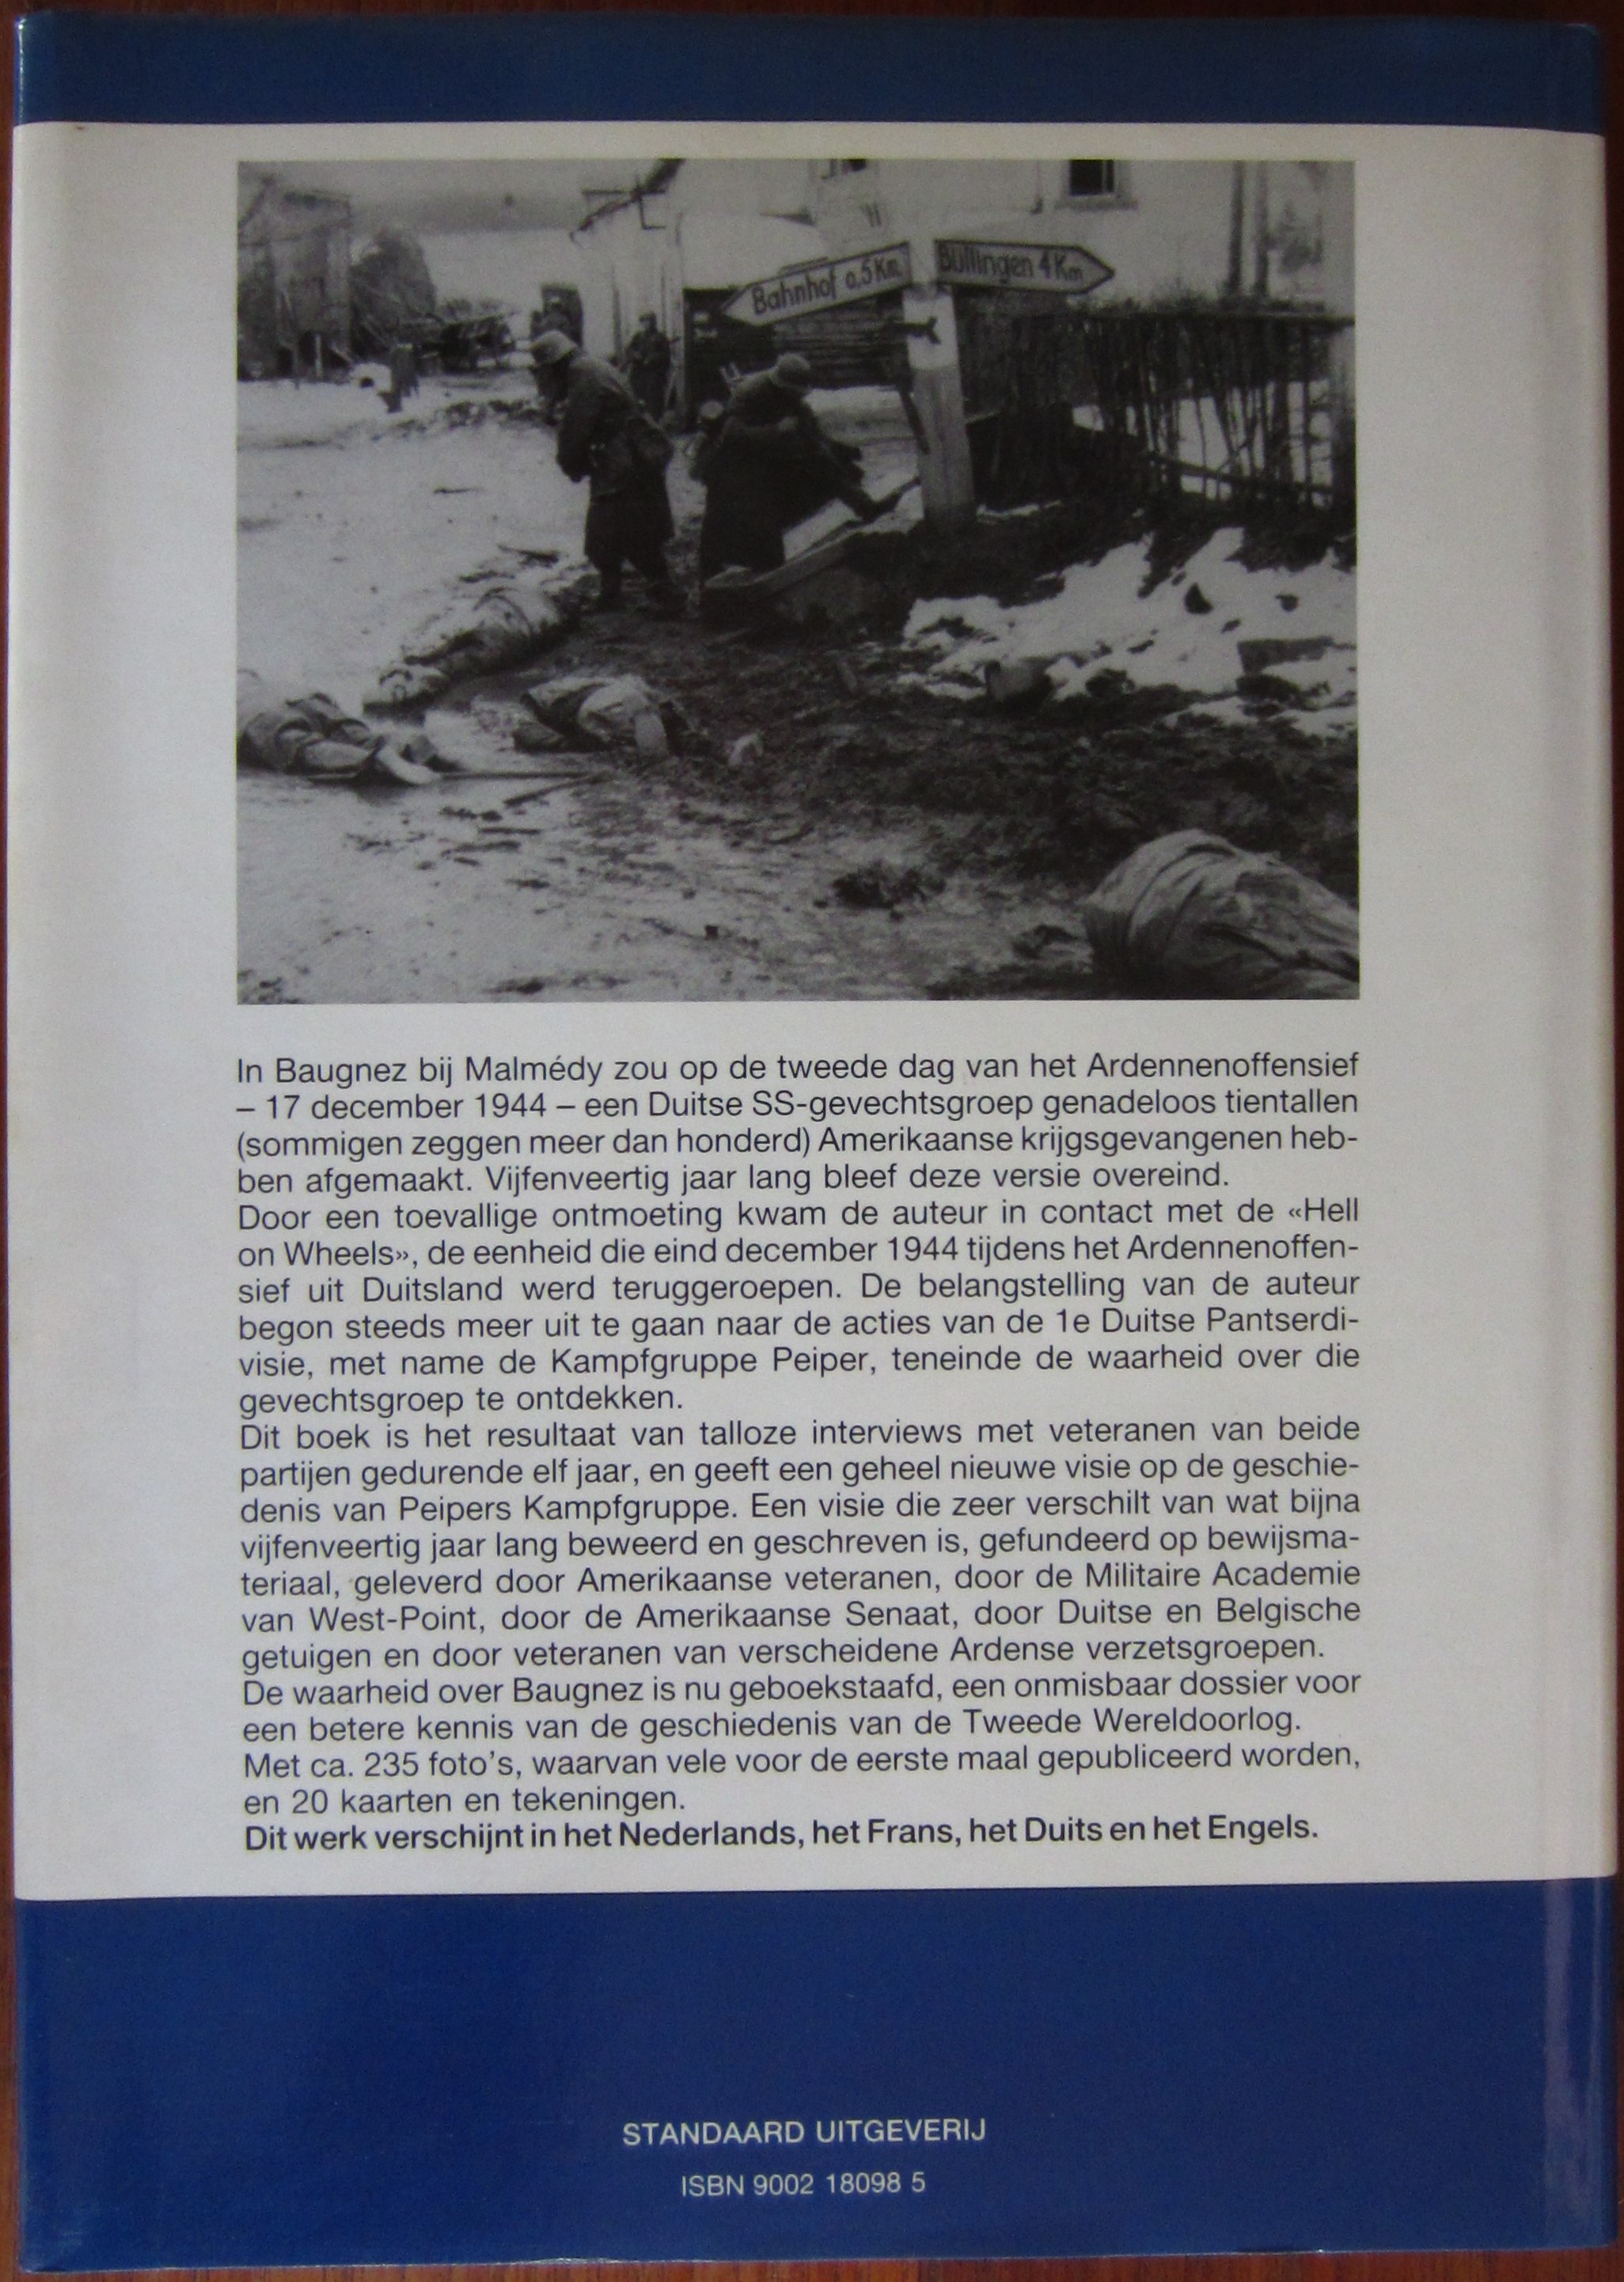 Bahnhof 0,5 Km.
Büllingen 4 Km
In Baugnez bij Malmédy zou op de tweede dag van het Ardennenoffensief
– 17 december 1944 – een Duitse SS-gevechtsgroep genadeloos tientallen
(sommigen zeggen meer dan honderd) Amerikaanse krijgsgevangenen heb-
ben afgemaakt. Vijfenveertig jaar lang bleef deze versie overeind.
Door een toevallige ontmoeting kwam de auteur in contact met de «Hell
on Wheels», de eenheid die eind december 1944 tijdens het Ardennenoffen-
sief uit Duitsland werd teruggeroepen. De belangstelling van de auteur
begon steeds meer uit te gaan naar de acties van de 1e Duitse Pantserdi-
visie, met name de Kampfgruppe Peiper, teneinde de waarheid over die
gevechtsgroep te ontdekken.
Dit boek is het resultaat van talloze interviews met veteranen van beide
partijen gedurende elf jaar, en geeft een geheel nieuwe visie op de geschie-
denis van Peipers Kampfgruppe. Een visie die zeer verschilt van wat bijna
vijfenveertig jaar lang beweerd en geschreven is, gefundeerd op bewijsma-
teriaal, geleverd door Amerikaanse veteranen, door de Militaire Academie
van West-Point, door de Amerikaanse Senaat, door Duitse en Belgische
getuigen en door veteranen van verscheidene Ardense verzetsgroepen.
De waarheid over Baugnez is nu geboekstaafd, een onmisbaar dossier voor
een betere kennis van de geschiedenis van de Tweede Wereldoorlog.
Met ca. 235 foto's, waarvan vele voor de eerste maal gepubliceerd worden,
en 20 kaarten en tekeningen.
Dit werk verschijnt in het Nederlands, het Frans, het Duits en het Engels.
STANDAARD UITGEVERIJ
ISBN 9002 18098 5